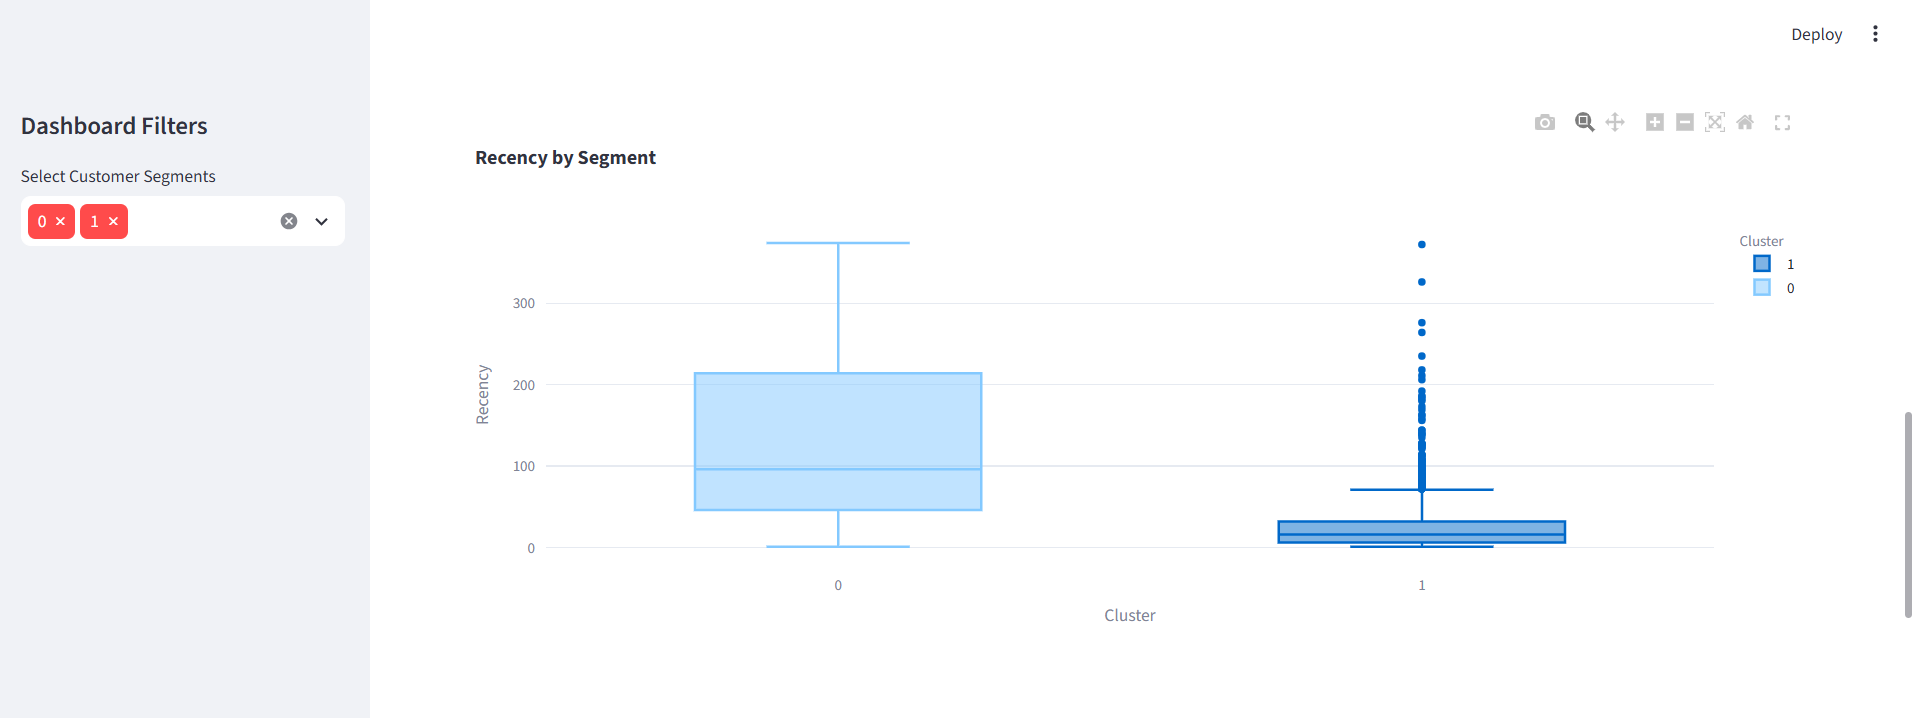 Deploy
Dashboard Filters
Select Customer Segments
0
1
Recency by Segment
Cluster
1
0
300
200
100
0
Recency
0
1
Cluster